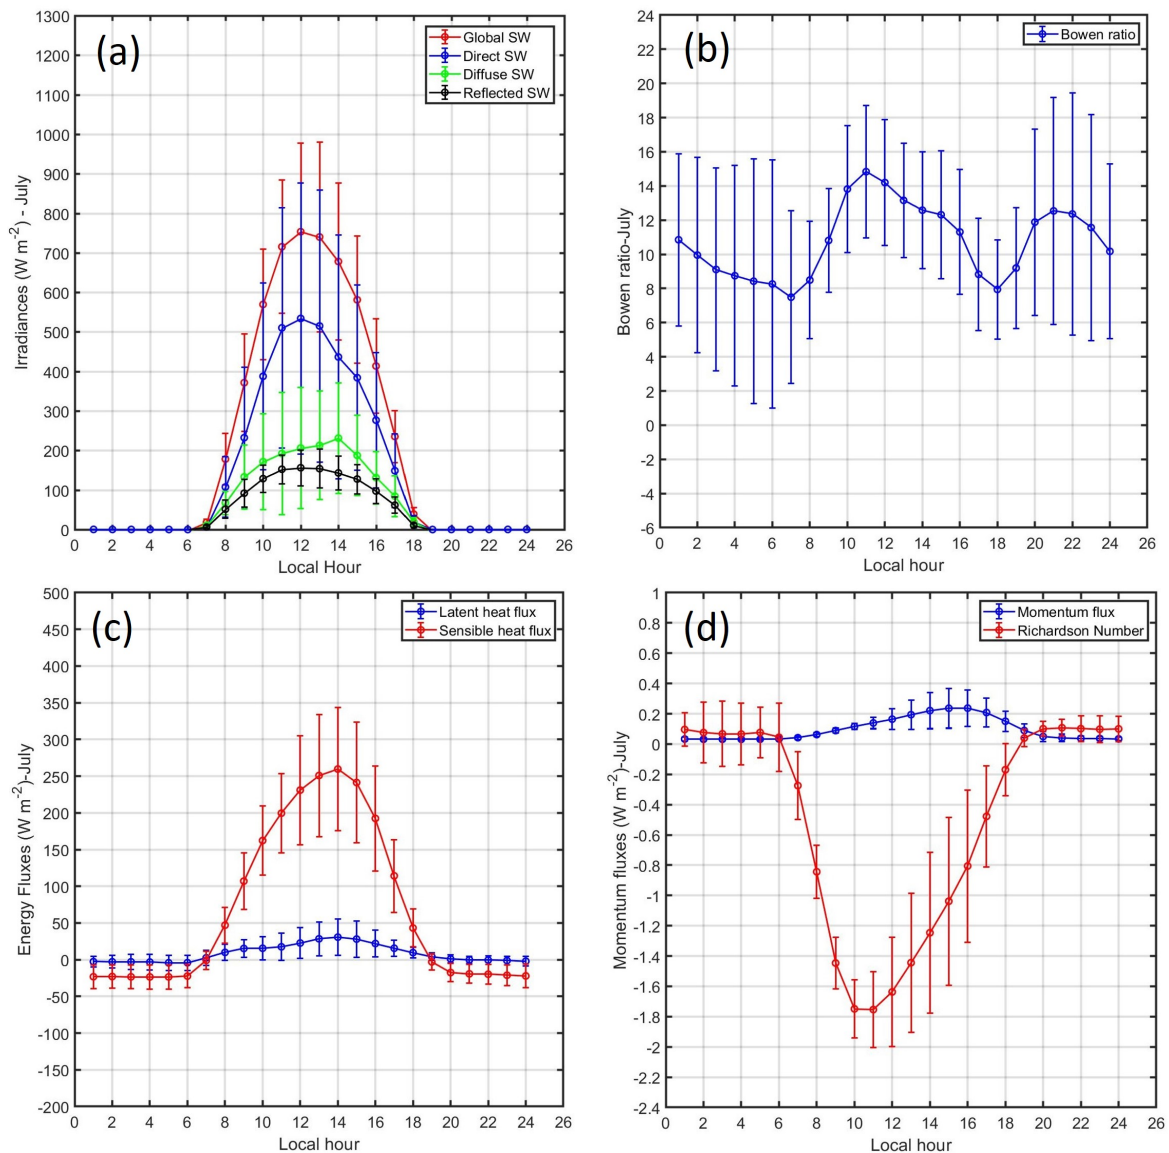 (a)
Global SW
Direct SW
Diffuse SW
Reflected SW
1300
1200
1100
1000
900
800
700
600
500
400
300
200
100
0
Irradiances (W m⁻²) - July
0 2 4 6 8 10 12 14 16 18 20 22 24 26
Local Hour
(b)
Bowen ratio
24
22
20
18
16
14
12
10
8
6
4
2
0
-2
-4
-6
Bowen ratio-July
0 2 4 6 8 10 12 14 16 18 20 22 24 26
Local hour
(c)
Latent heat flux
Sensible heat flux
500
450
400
350
300
250
200
150
100
50
0
-50
-100
-150
-200
Energy Fluxes (W m⁻²)-July
0 2 4 6 8 10 12 14 16 18 20 22 24 26
Local hour
(d)
Momentum flux
Richardson Number
1
0.8
0.6
0.4
0.2
0
-0.2
-0.4
-0.6
-0.8
-1
-1.2
-1.4
-1.6
-1.8
-2
-2.2
-2.4
Momentum fluxes (W m⁻²)-July
0 2 4 6 8 10 12 14 16 18 20 22 24 26
Local hour